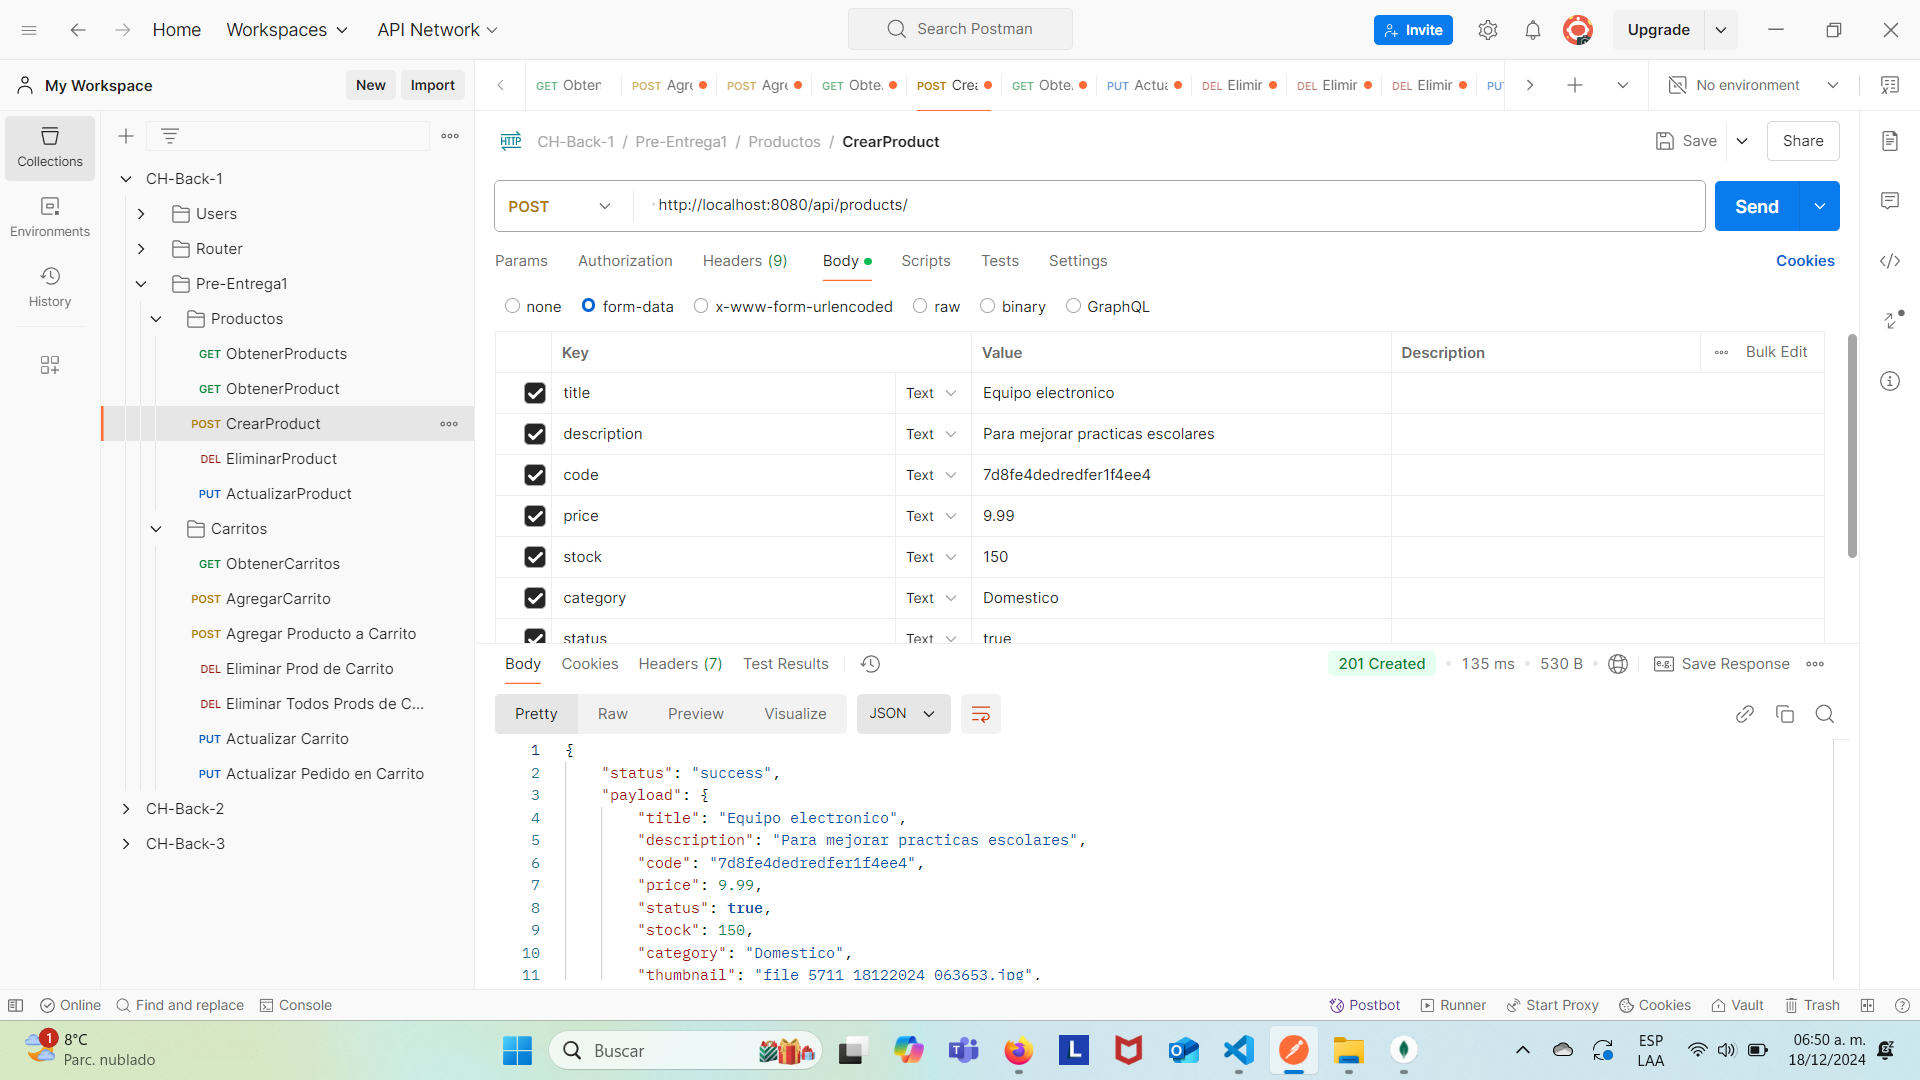 Home
Workspaces
API Network
Search Postman
Invite
Upgrade
My Workspace
New
Import
GET Obten
POST Agre
POST Agre
GET Obte
POST Crea
GET Obte
PUT Actua
DEL Elimir
DEL Elimir
DEL Elimir
PU
No environment
Collections
Environments
History
CH-Back-1
Users
Router
Pre-Entrega1
Productos
GET ObtenerProducts
GET ObtenerProduct
POST CrearProduct
DEL EliminarProduct
PUT ActualizarProduct
Carritos
GET ObtenerCarritos
POST AgregarCarrito
POST Agregar Producto a Carrito
DEL Eliminar Prod de Carrito
DEL Eliminar Todos Prods de C...
PUT Actualizar Carrito
PUT Actualizar Pedido en Carrito
CH-Back-2
CH-Back-3
HTTP CH-Back-1 / Pre-Entrega1 / Productos / CrearProduct
Save
Share
POST http://localhost:8080/api/products/
Send
Params Authorization Headers (9) Body Scripts Tests Settings Cookies
none form-data x-www-form-urlencoded raw binary GraphQL
Key Value Description Bulk Edit
title Text Equipo electronico
description Text Para mejorar practicas escolares
code Text 7d8fe4dedredfer1f4ee4
price Text 9.99
stock Text 150
category Text Domestico
status Text true
Body Cookies Headers (7) Test Results 201 Created 135 ms 530 B e.g. Save Response
Pretty Raw Preview Visualize JSON
1 {
2 "status": "success",
3 "payload": {
4 "title": "Equipo electronico",
5 "description": "Para mejorar practicas escolares",
6 "code": "7d8fe4dedredfer1f4ee4",
7 "price": 9.99,
8 "status": true,
9 "stock": 150,
10 "category": "Domestico",
11 "thumbnail": "file_5711_18122024_063653.jpg",
Online Find and replace Console Postbot Runner Start Proxy Cookies Vault Trash
1
8°C
Parc. nublado
Buscar
L
ESP
LAA
06:50 a. m.
18/12/2024